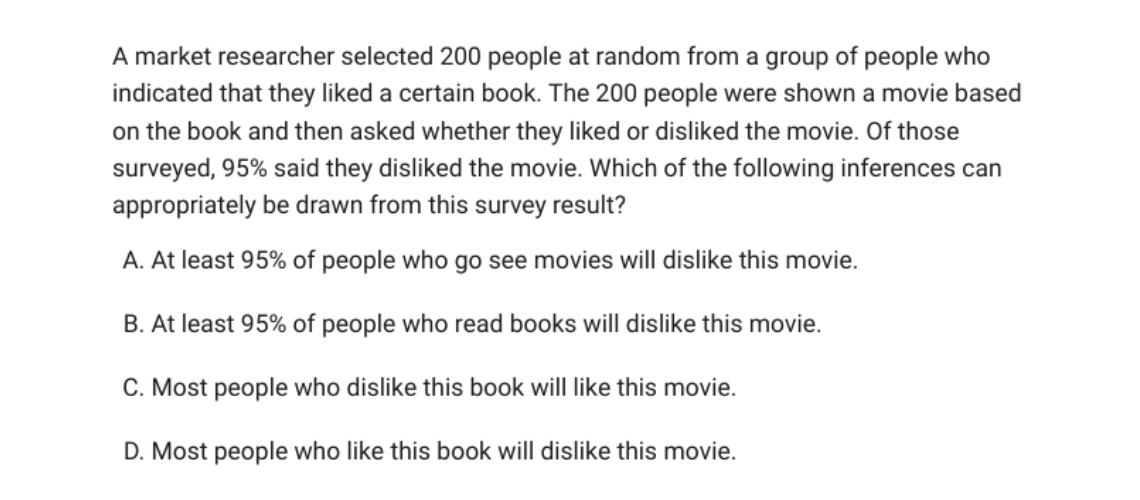 A market researcher selected 200 people at random from a group of people who
indicated that they liked a certain book. The 200 people were shown a movie based
on the book and then asked whether they liked or disliked the movie. Of those
surveyed, 95% said they disliked the movie. Which of the following inferences can
appropriately be drawn from this survey result?
A. At least 95% of people who go see movies will dislike this movie.
B. At least 95% of people who read books will dislike this movie.
C. Most people who dislike this book will like this movie.
D. Most people who like this book will dislike this movie.